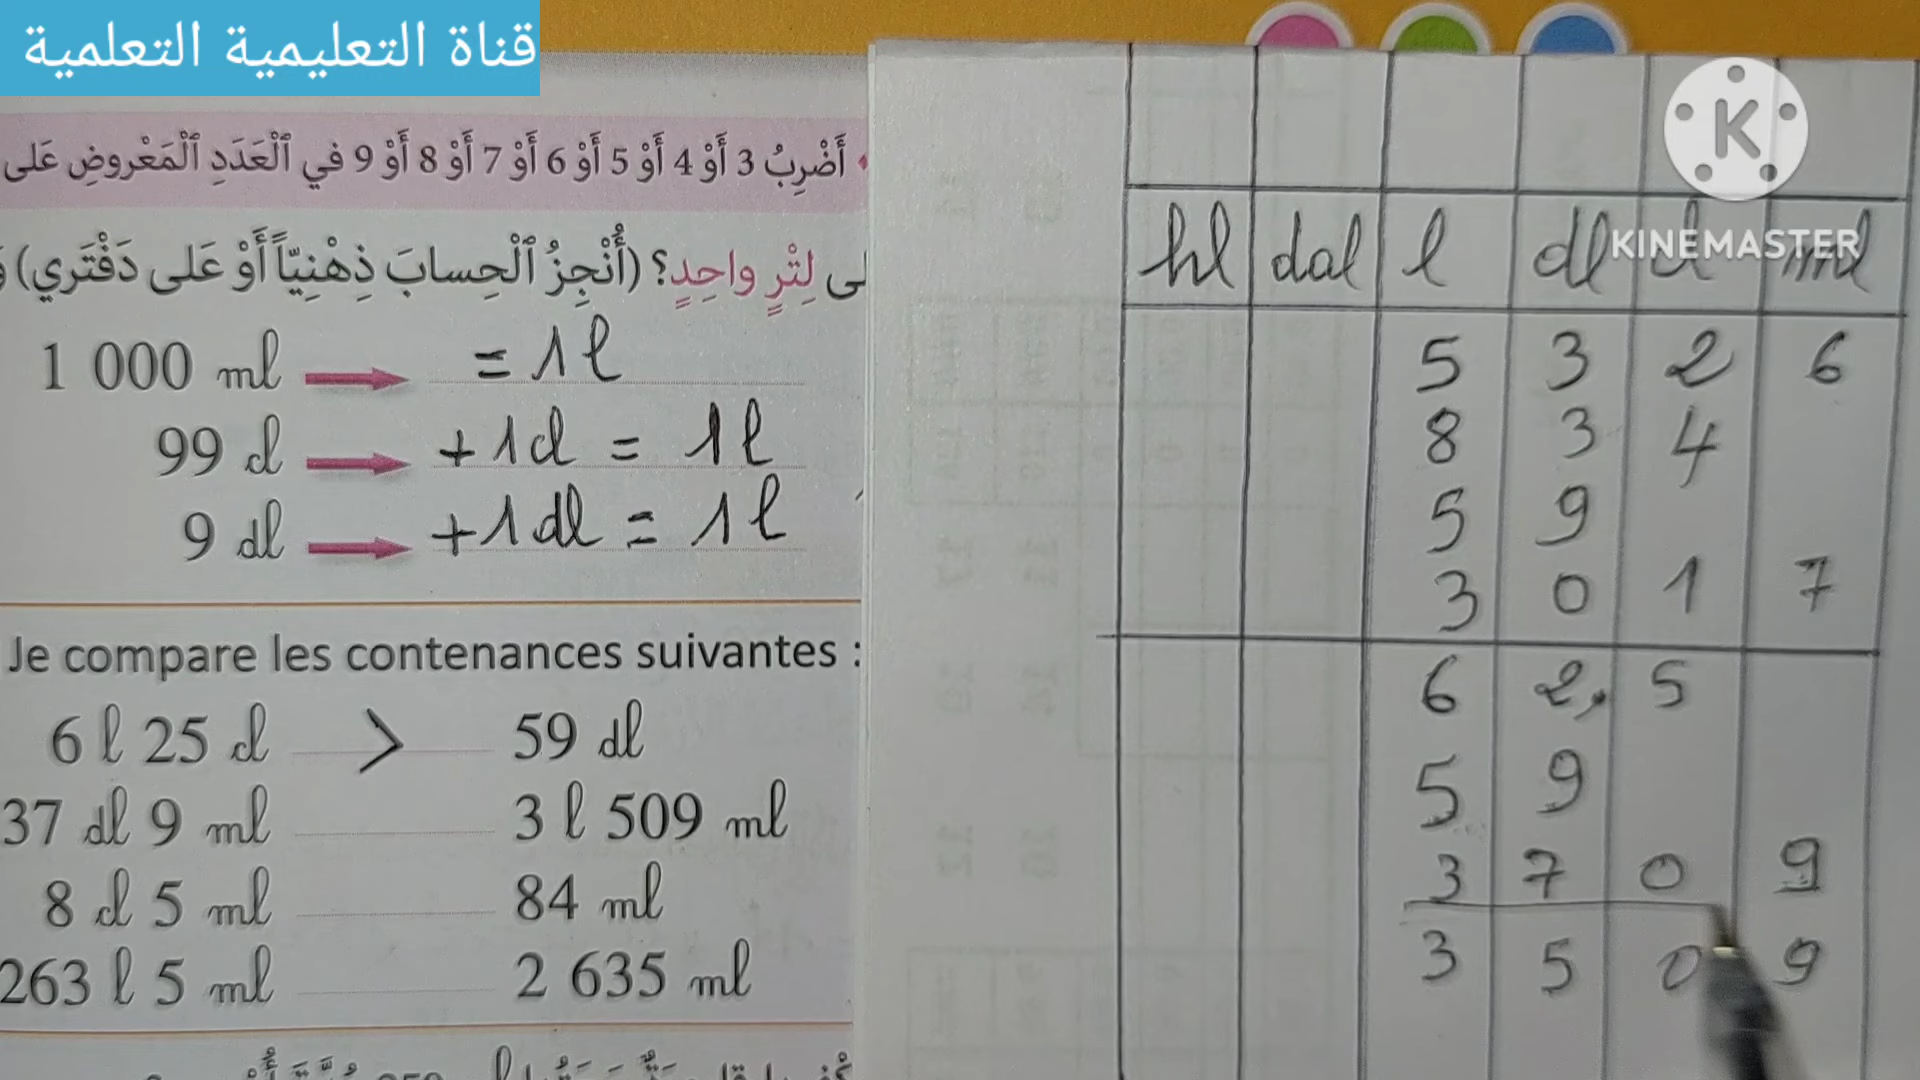 قناة التعليمية التعلمية
أَضْرِبُ 3 أَوْ 4 أَوْ 5 أَوْ 6 أَوْ 7 أَوْ 8 أَوْ 9 في ٱلْعَدَدِ ٱلْمَعْروضِ عَلى
لى لِتْرٍ واحِدٍ؟ (أُنْجِزُ ٱلْحِسابَ ذِهْنِيّاً أَوْ عَلى دَفْتَري)
1 000 ml = 1 l
99 cl + 1 cl = 1 l
9 dl + 1 dl = 1 l
Je compare les contenances suivantes :
6 l 25 cl > 59 dl
37 dl 9 ml 3 l 509 ml
8 cl 5 ml 84 ml
263 l 5 ml 2 635 ml
KINEMASTER
hl dal l dl cl ml
5 3 2 6
8 3 4
5 9
3 0 1 7
6 2, 5
5 9
3 7 0 9
3 5 0 9